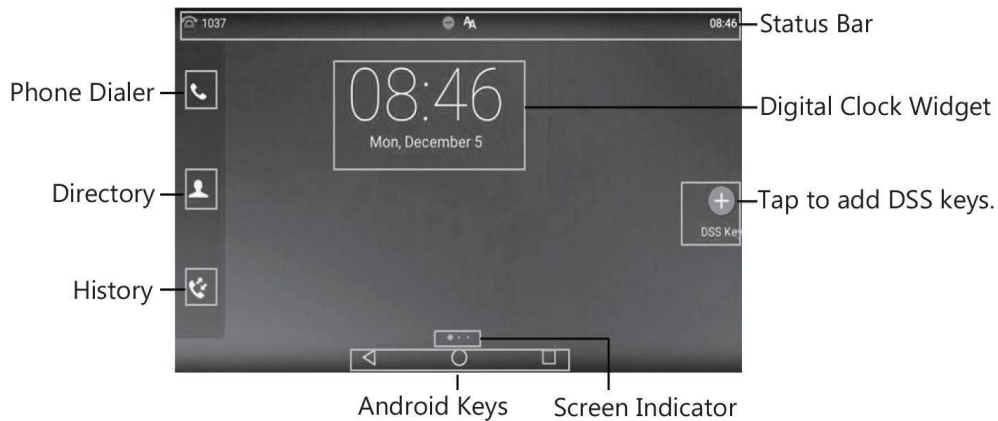 1037
AA
08:46
Status Bar
Phone Dialer
08:46
Mon, December 5
Digital Clock Widget
Directory
Tap to add DSS keys.
DSS Key
History
Android Keys
Screen Indicator